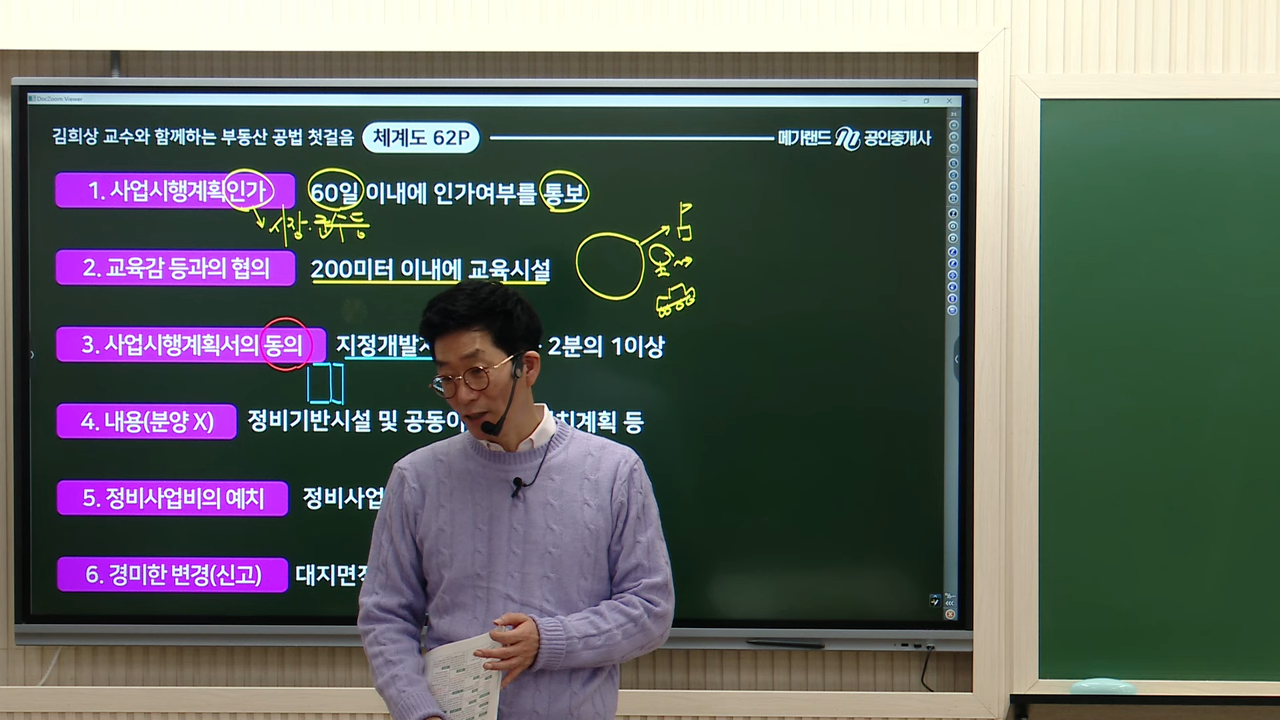 DocZoom Viewer
김희상 교수와 함께하는 부동산 공법 첫걸음 체계도 62P 메가랜드 공인중개사
1. 사업시행계획인가 60일 이내에 인가여부를 통보
시장·군수등
2. 교육감 등과의 협의 200미터 이내에 교육시설
3. 사업시행계획서의 동의 지정개발 2분의 1이상
4. 내용(분양 X) 정비기반시설 및 공동이 치계획 등
5. 정비사업비의 예치 정비사업
6. 경미한 변경(신고) 대지면